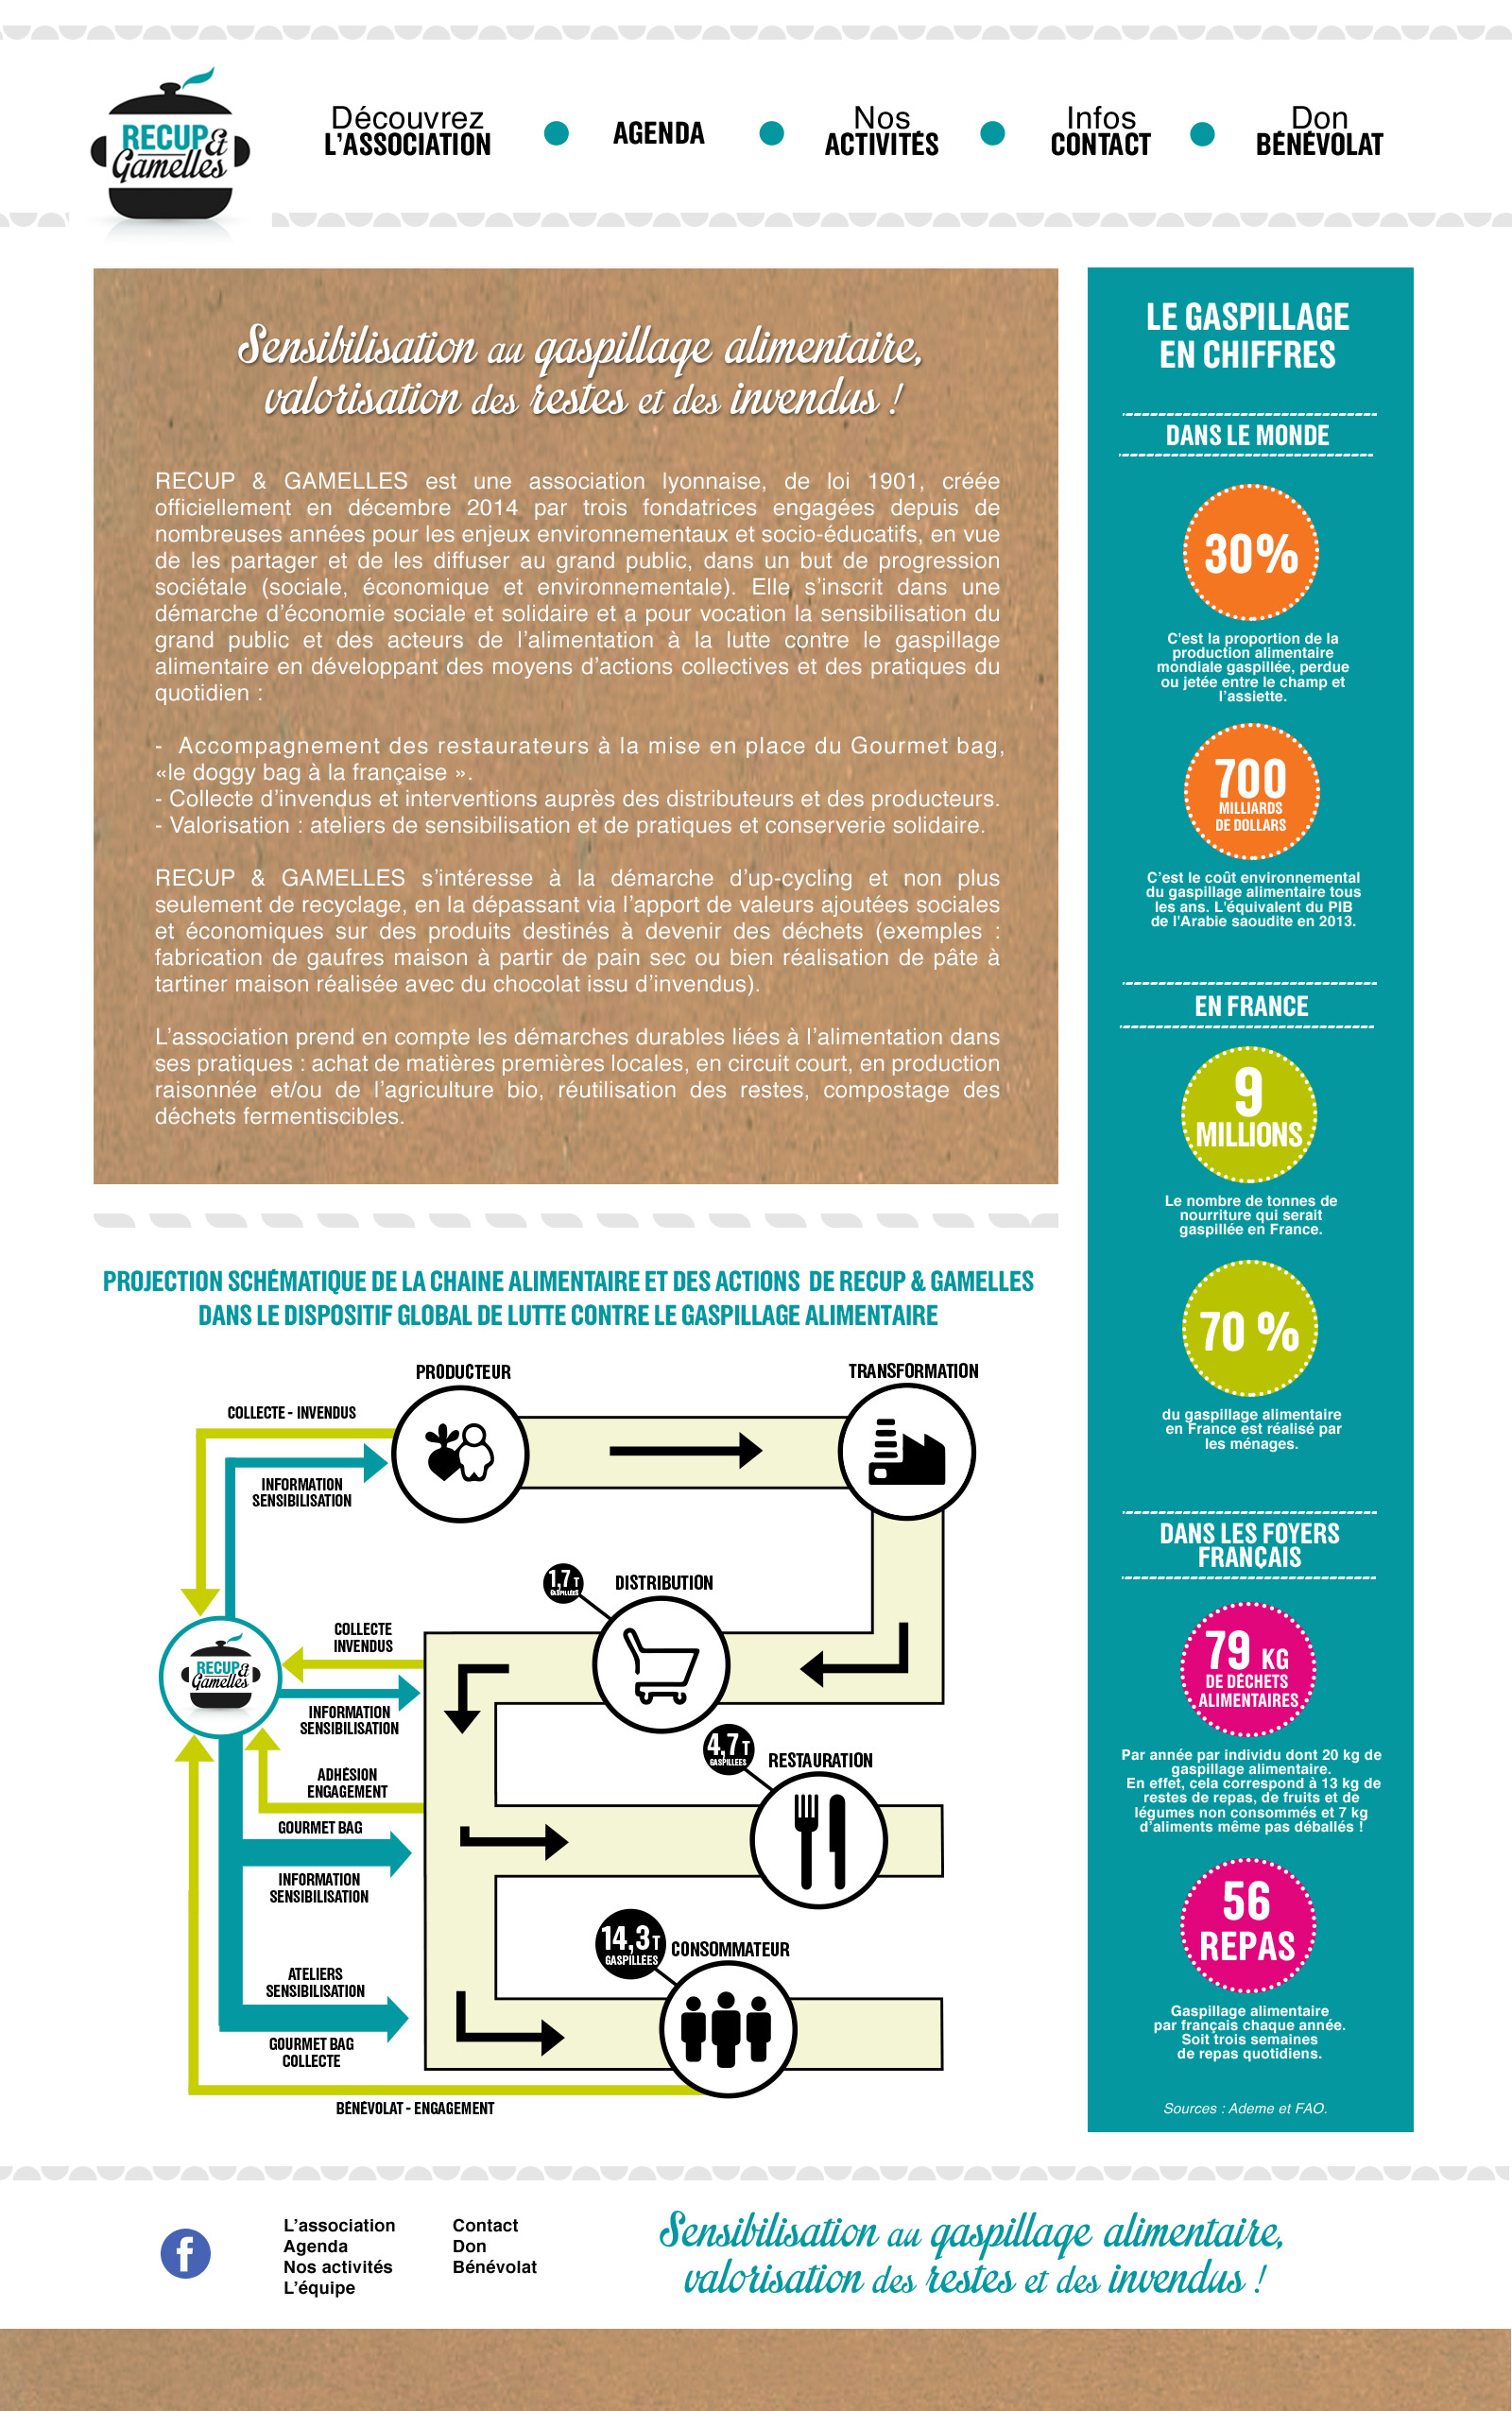 RECUP &
Gamelles
Découvrez
L'ASSOCIATION
AGENDA
Nos
ACTIVITÉS
Infos
CONTACT
Don
BÉNÉVOLAT
Sensibilisation au gaspillage alimentaire,
valorisation des restes et des invendus !
RECUP & GAMELLES est une association lyonnaise, de loi 1901, créée
officiellement en décembre 2014 par trois fondatrices engagées depuis de
nombreuses années pour les enjeux environnementaux et socio-éducatifs, en vue
de les partager et de les diffuser au grand public, dans un but de progression
sociétale (sociale, économique et environnementale). Elle s'inscrit dans une
démarche d'économie sociale et solidaire et a pour vocation la sensibilisation du
grand public et des acteurs de l'alimentation à la lutte contre le gaspillage
alimentaire en développant des moyens d'actions collectives et des pratiques du
quotidien :
- Accompagnement des restaurateurs à la mise en place du Gourmet bag,
«le doggy bag à la française ».
- Collecte d'invendus et interventions auprès des distributeurs et des producteurs.
- Valorisation : ateliers de sensibilisation et de pratiques et conserverie solidaire.
RECUP & GAMELLES s'intéresse à la démarche d'up-cycling et non plus
seulement de recyclage, en la dépassant via l'apport de valeurs ajoutées sociales
et économiques sur des produits destinés à devenir des déchets (exemples :
fabrication de gaufres maison à partir de pain sec ou bien réalisation de pâte à
tartiner maison réalisée avec du chocolat issu d'invendus).
L'association prend en compte les démarches durables liées à l'alimentation dans
ses pratiques : achat de matières premières locales, en circuit court, en production
raisonnée et/ou de l'agriculture bio, réutilisation des restes, compostage des
déchets fermentiscibles.
LE GASPILLAGE
EN CHIFFRES
DANS LE MONDE
30%
C'est la proportion de la
production alimentaire
mondiale gaspillée, perdue
ou jetée entre le champ et
l'assiette.
700
MILLIARDS
DE DOLLARS
C'est le coût environnemental
du gaspillage alimentaire tous
les ans. L'équivalent du PIB
de l'Arabie saoudite en 2013.
EN FRANCE
9
MILLIONS
Le nombre de tonnes de
nourriture qui serait
gaspillée en France.
70 %
du gaspillage alimentaire
en France est réalisé par
les ménages.
DANS LES FOYERS
FRANÇAIS
79 KG
DE DÉCHETS
ALIMENTAIRES
Par année par individu dont 20 kg de
gaspillage alimentaire.
En effet, cela correspond à 13 kg de
restes de repas, de fruits et de
légumes non consommés et 7 kg
d'aliments même pas déballés !
56
REPAS
Gaspillage alimentaire
par français chaque année.
Soit trois semaines
de repas quotidiens.
Sources : Ademe et FAO.
PROJECTION SCHÉMATIQUE DE LA CHAINE ALIMENTAIRE ET DES ACTIONS DE RECUP & GAMELLES
DANS LE DISPOSITIF GLOBAL DE LUTTE CONTRE LE GASPILLAGE ALIMENTAIRE
PRODUCTEUR
TRANSFORMATION
COLLECTE - INVENDUS
INFORMATION
SENSIBILISATION
1,7 T
GASPILLEES
DISTRIBUTION
COLLECTE
INVENDUS
RECUP &
Gamelles
INFORMATION
SENSIBILISATION
4,7 T
GASPILLEES
RESTAURATION
ADHÉSION
ENGAGEMENT
GOURMET BAG
INFORMATION
SENSIBILISATION
14,3 T
GASPILLEES
CONSOMMATEUR
ATELIERS
SENSIBILISATION
GOURMET BAG
COLLECTE
BÉNÉVOLAT - ENGAGEMENT
f
L'association
Agenda
Nos activités
L'équipe
Contact
Don
Bénévolat
Sensibilisation au gaspillage alimentaire,
valorisation des restes et des invendus !